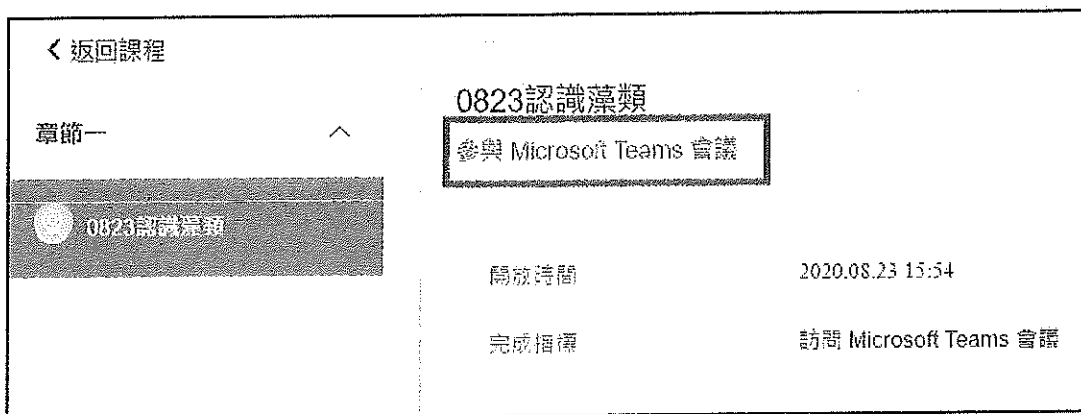 返回課程
章節一
0823認識藻類
0823認識藻類
參與 Microsoft Teams 會議
開放時間 2020.08.23 15:54
完成指標 訪問 Microsoft Teams 會議